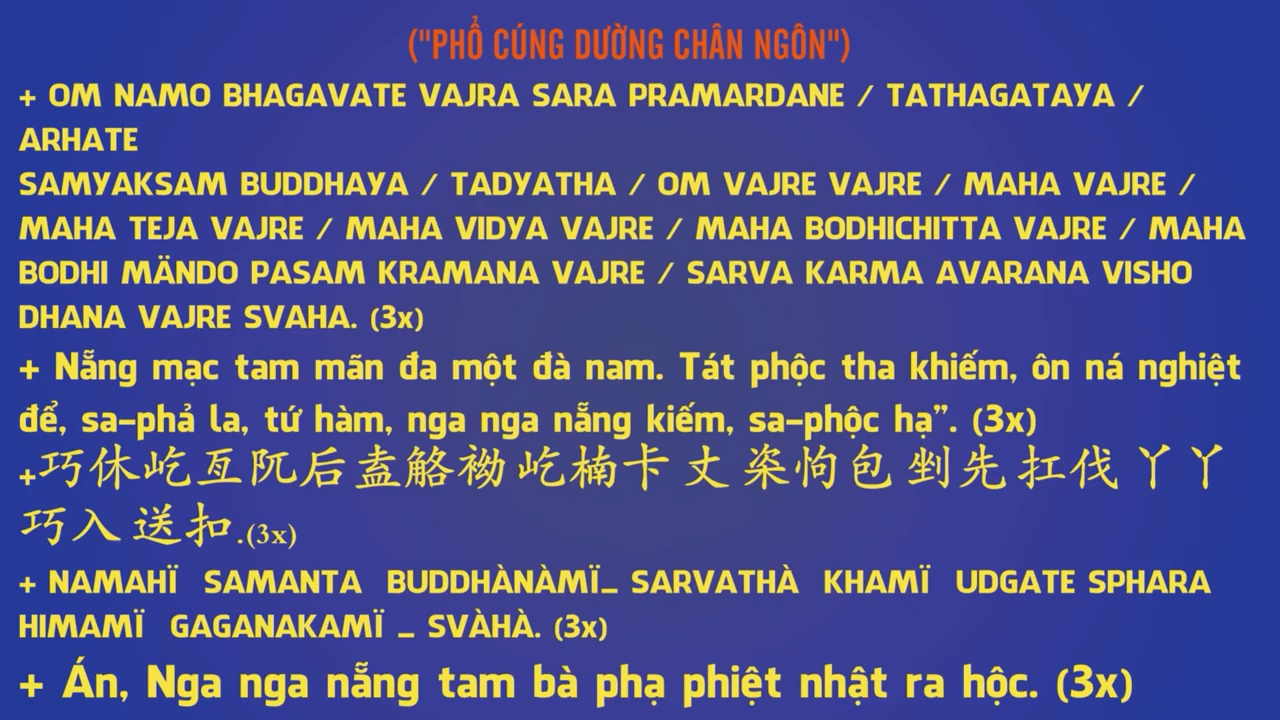 ("PHỔ CÚNG DƯỜNG CHÂN NGÔN")
+ OM NAMO BHAGAVATE VAJRA SARA PRAMARDANE / TATHAGATAYA /
ARHATE
SAMYAKSAM BUDDHAYA / TADYATHA / OM VAJRE VAJRE / MAHA VAJRE /
MAHA TEJA VAJRE / MAHA VIDYA VAJRE / MAHA BODHICHITTA VAJRE / MAHA
BODHI MÄNDO PASAM KRAMANA VAJRE / SARVA KARMA AVARANA VISHO
DHANA VAJRE SVAHA. (3x)
+ Nẵng mạc tam mãn đa một đà nam. Tát phộc tha khiếm, ôn ná nghiệt
để, sa-phả la, tứ hàm, nga nga nẵng kiếm, sa-phộc hạ”. (3x)
+巧休屹亙阢后盍觡袎屹楠卡丈梁怐包剉先扛伐丫丫
巧入送扣.(3x)
+ NAMAHÏ SAMANTA BUDDHÀNÀMÏ_ SARVATHÀ KHAMÏ UDGATE SPHARA
HIMAMÏ GAGANAKAMÏ _ SVÀHÀ. (3x)
+ Án, Nga nga nẵng tam bà phạ phiệt nhật ra hộc. (3x)